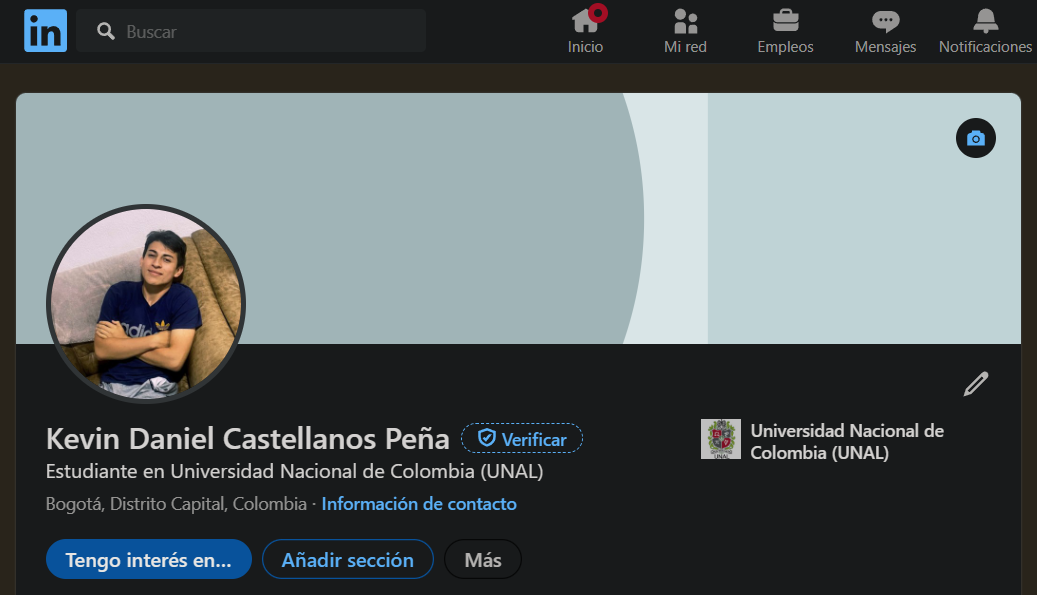 in
Buscar
Inicio
Mi red
Empleos
Mensajes
Notificaciones
adidas
Kevin Daniel Castellanos Peña
Verificar
Estudiante en Universidad Nacional de Colombia (UNAL)
Bogotá, Distrito Capital, Colombia · Información de contacto
Universidad Nacional de
Colombia (UNAL)
UNAL
Tengo interés en...
Añadir sección
Más